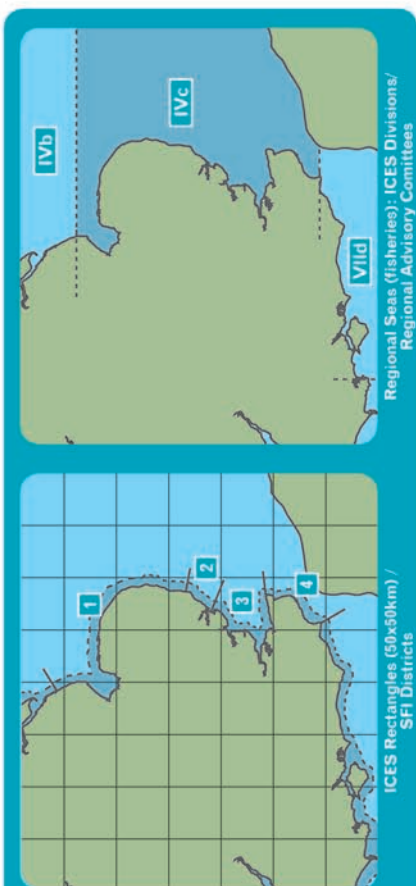 IVb
IVc
VIId
Regional Seas (fisheries): ICES Divisions/
Regional Advisory Comiittees
1
2
3
4
ICES Rectangles (50x50km) /
SFI Districts